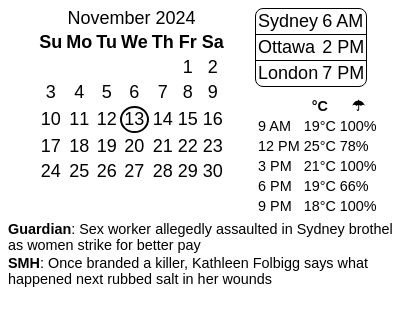 November 2024
Su Mo Tu We Th Fr Sa
1 2
3 4 5 6 7 8 9
10 11 12 13 14 15 16
17 18 19 20 21 22 23
24 25 26 27 28 29 30
Sydney 6 AM
Ottawa 2 PM
London 7 PM
°C ☂
9 AM 19°C 100%
12 PM 25°C 78%
3 PM 21°C 100%
6 PM 19°C 66%
9 PM 18°C 100%
Guardian: Sex worker allegedly assaulted in Sydney brothel
as women strike for better pay
SMH: Once branded a killer, Kathleen Folbigg says what
happened next rubbed salt in her wounds